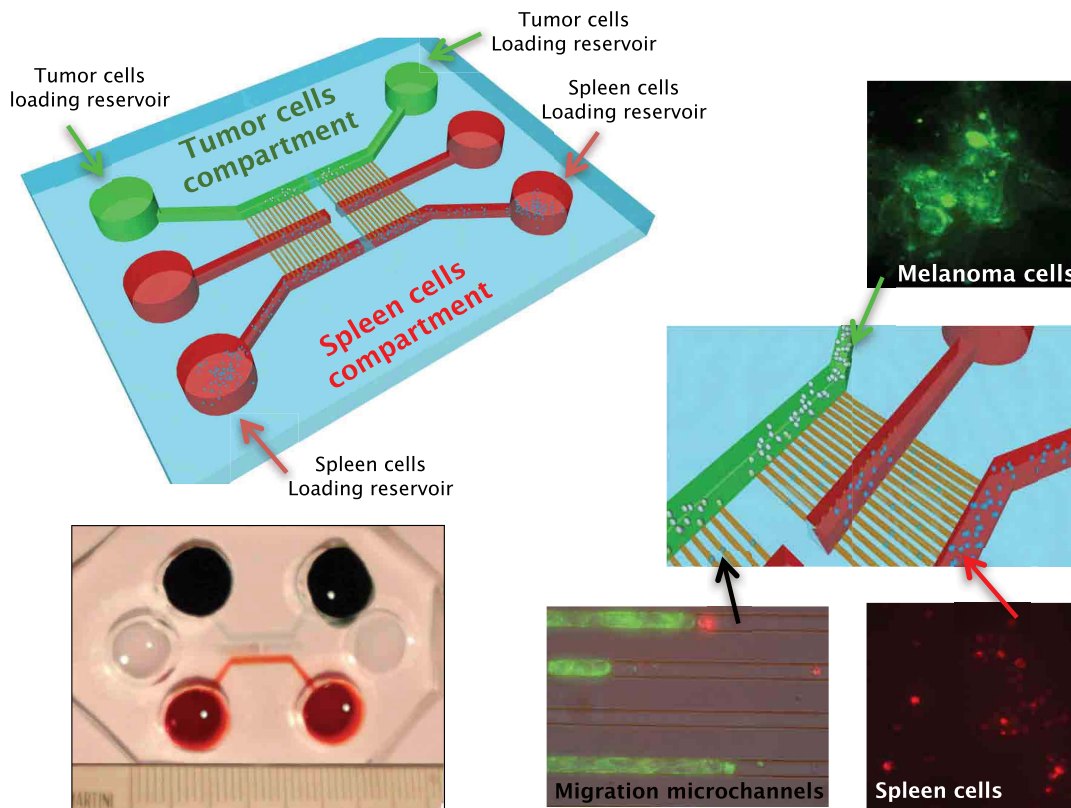 Tumor cells
Loading reservoir
Tumor cells
loading reservoir
Spleen cells
Loading reservoir
Tumor cells
compartment
Spleen cells
compartment
Spleen cells
Loading reservoir
Melanoma cells
Migration microchannels
Spleen cells
MARTINI